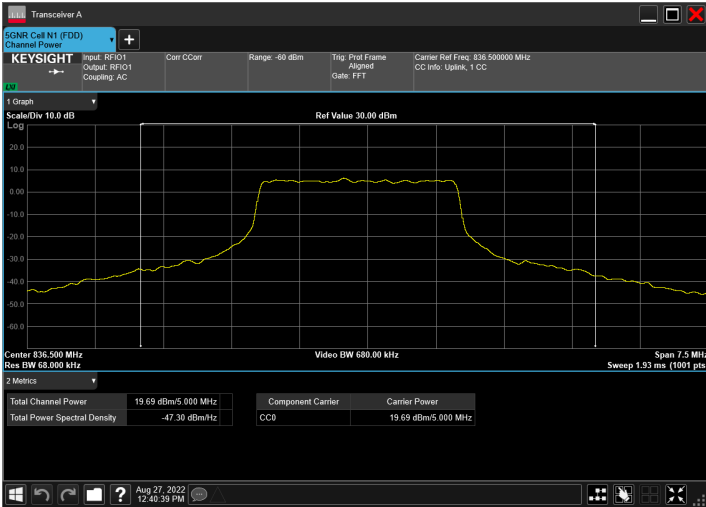 Transceiver A
5GNR Cell N1 (FDD)
Channel Power
KEYSIGHT
LXI
Input: RFIO1
Output: RFIO1
Coupling: AC
Corr CCorr
Range: -60 dBm
Trig: Prot Frame
Aligned
Gate: FFT
Carrier Ref Freq: 836.500000 MHz
CC Info: Uplink, 1 CC
1 Graph
Scale/Div 10.0 dB
Ref Value 30.00 dBm
Log
20.0
10.0
0.00
-10.0
-20.0
-30.0
-40.0
-50.0
-60.0
Center 836.500 MHz
Video BW 680.00 kHz
Span 7.5 MHz
Res BW 68.000 kHz
Sweep 1.93 ms (1001 pts
2 Metrics
Total Channel Power 19.69 dBm/5.000 MHz
Total Power Spectral Density -47.30 dBm/Hz
Component Carrier Carrier Power
CC0 19.69 dBm/5.000 MHz
Aug 27, 2022
12:40:39 PM